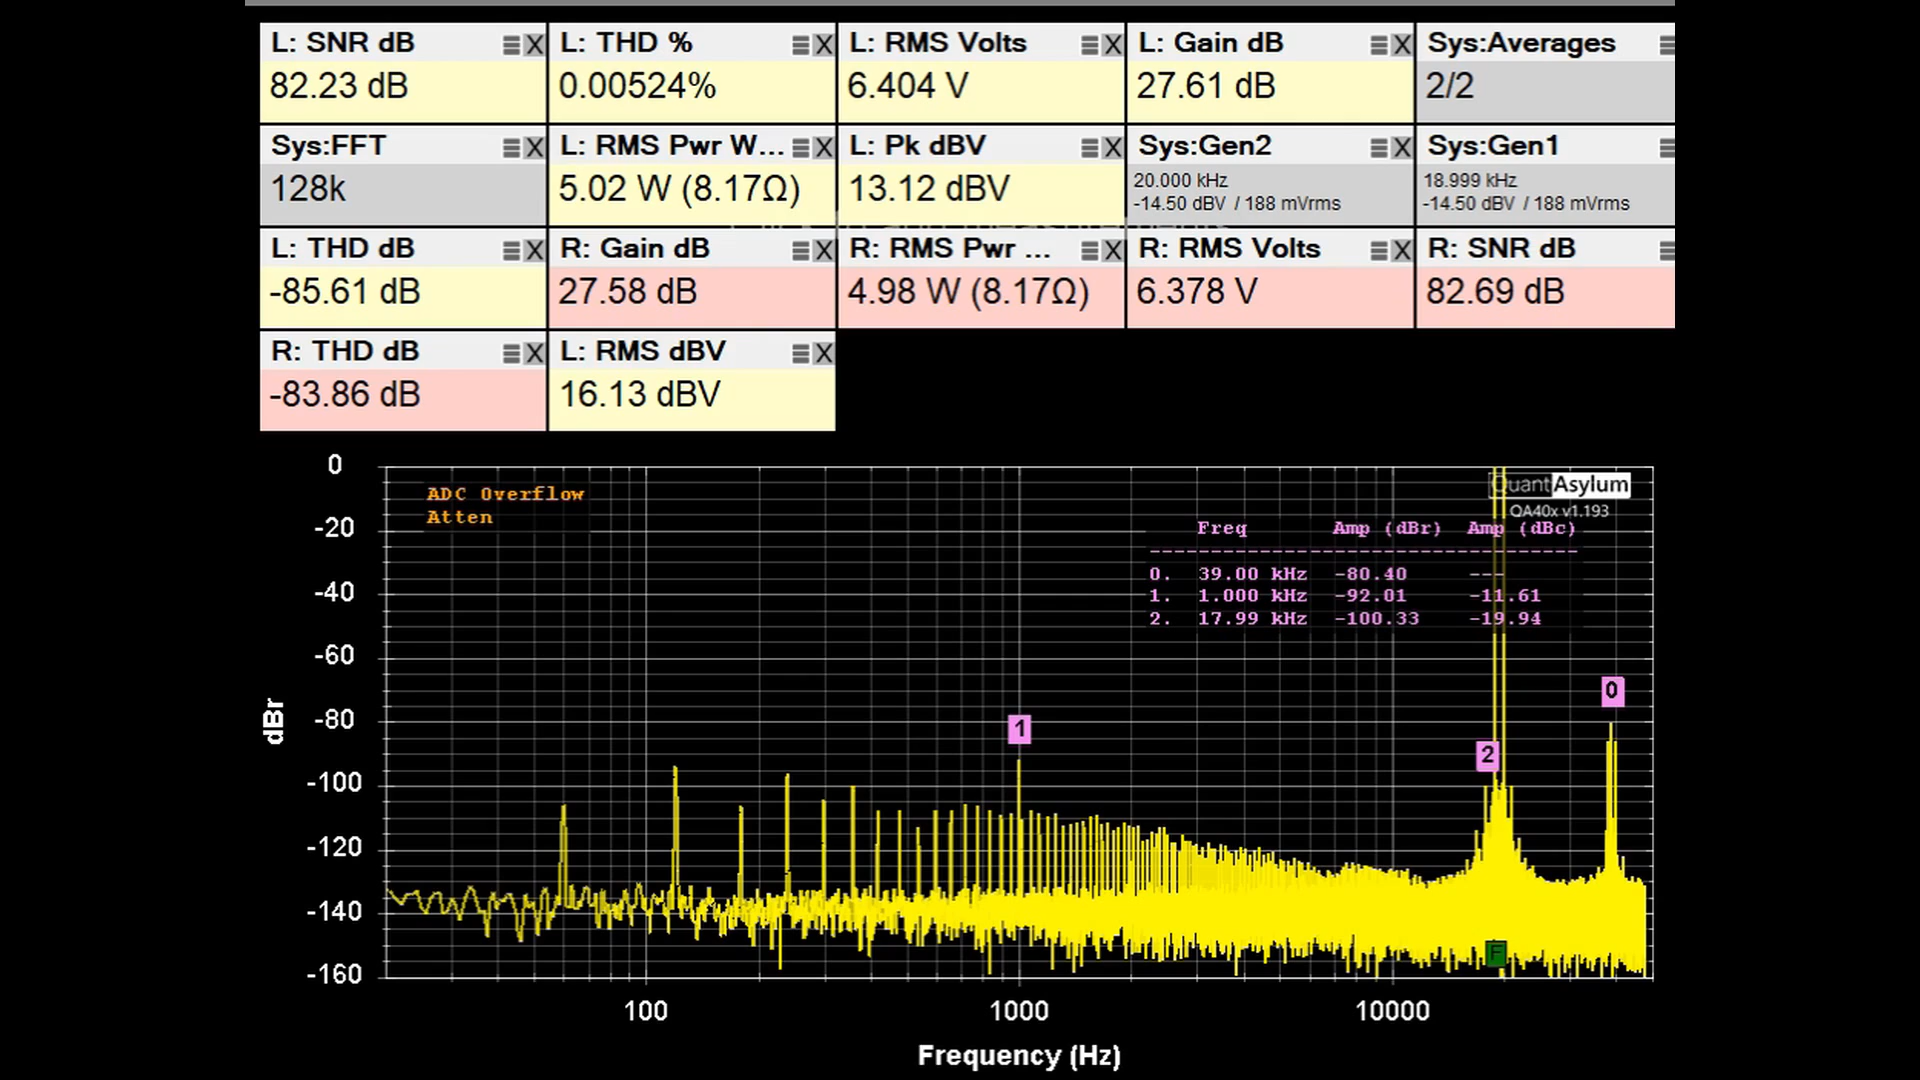 L: SNR dB
82.23 dB
L: THD %
0.00524%
L: RMS Volts
6.404 V
L: Gain dB
27.61 dB
Sys:Averages
2/2
Sys:FFT
128k
L: RMS Pwr W...
5.02 W (8.17Ω)
L: Pk dBV
13.12 dBV
Sys:Gen2
20.000 kHz
-14.50 dBV / 188 mVrms
Sys:Gen1
18.999 kHz
-14.50 dBV / 188 mVrms
L: THD dB
-85.61 dB
R: Gain dB
27.58 dB
R: RMS Pwr ...
4.98 W (8.17Ω)
R: RMS Volts
6.378 V
R: SNR dB
82.69 dB
R: THD dB
-83.86 dB
L: RMS dBV
16.13 dBV
ADC Overflow
Atten
QuantAsylum
QA40x v1.193
Freq Amp (dBr) Amp (dBc)
0. 39.00 kHz -80.40 ---
1. 1.000 kHz -92.01 -11.61
2. 17.99 kHz -100.33 -19.94
0
-20
-40
-60
-80
-100
-120
-140
-160
dBr
1
2
0
F
100 1000 10000
Frequency (Hz)